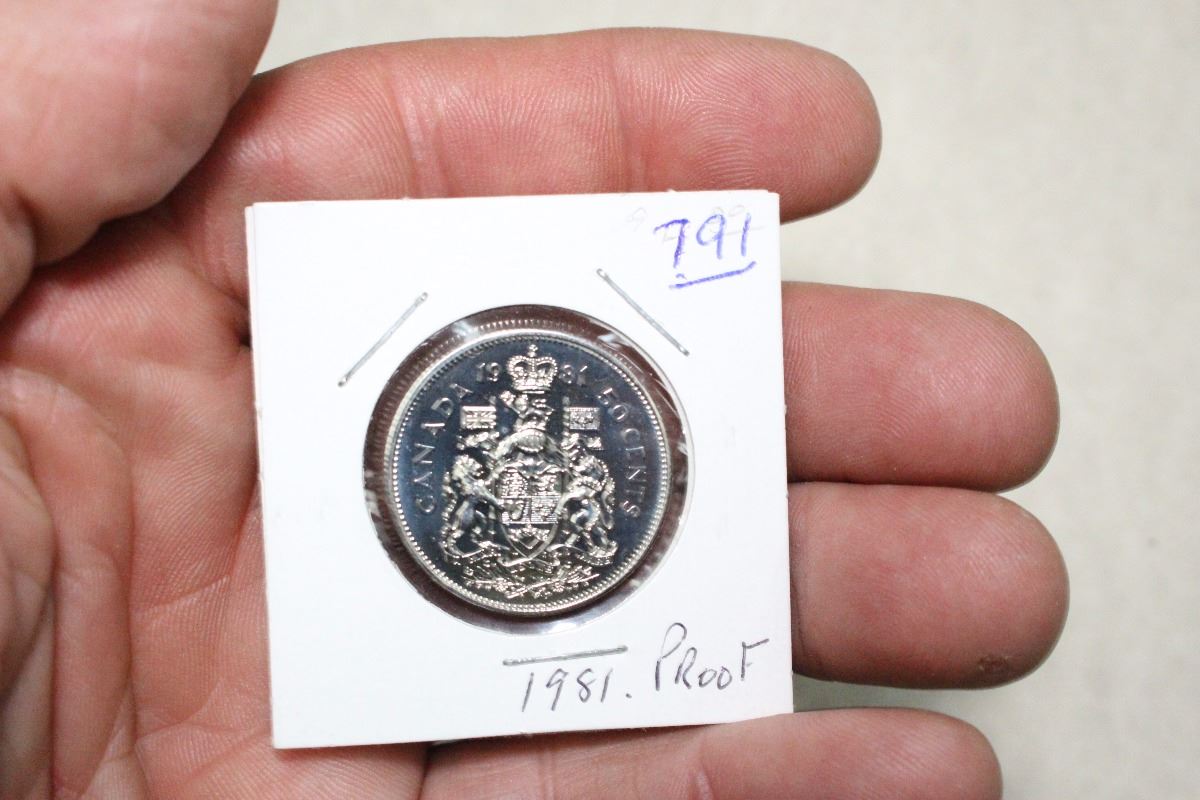 791
CANADA 1981 50 CENTS
1981. PROOF